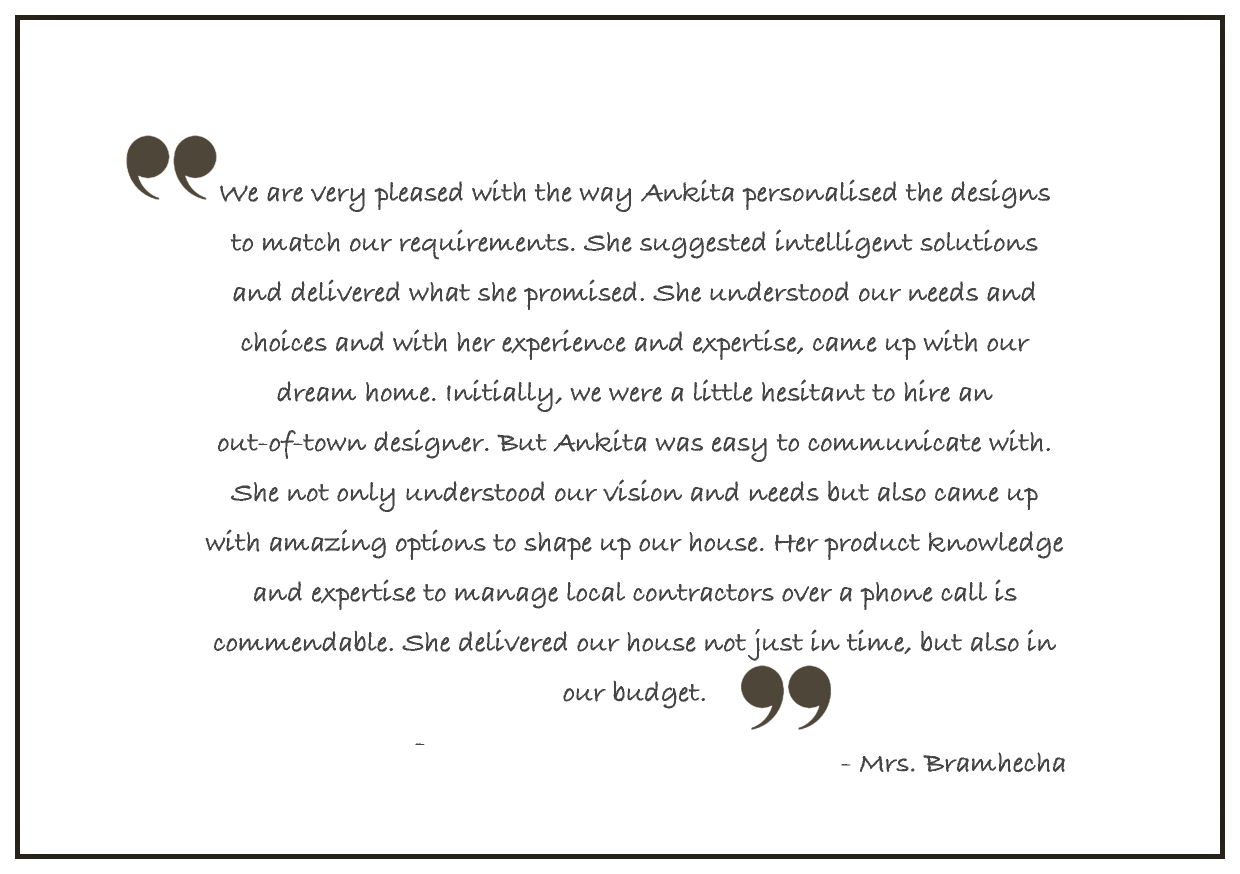 ❝ We are very pleased with the way Ankita personalised the designs
to match our requirements. She suggested intelligent solutions
and delivered what she promised. She understood our needs and
choices and with her experience and expertise, came up with our
dream home. Initially, we were a little hesitant to hire an
out-of-town designer. But Ankita was easy to communicate with.
She not only understood our vision and needs but also came up
with amazing options to shape up our house. Her product knowledge
and expertise to manage local contractors over a phone call is
commendable. She delivered our house not just in time, but also in
our budget. ❞
-
- Mrs. Bramhecha